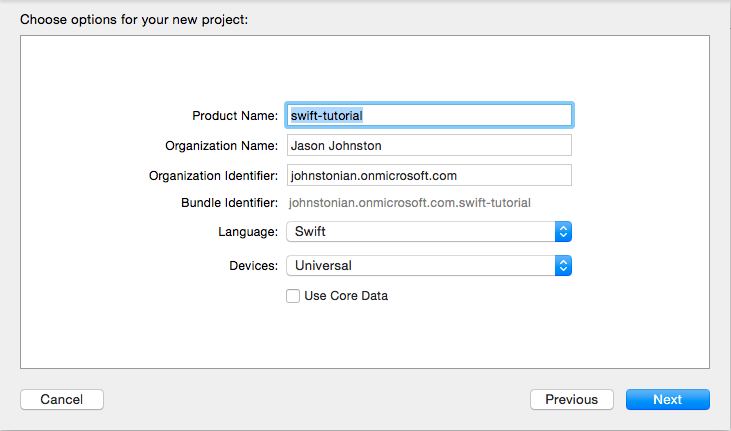 Choose options for your new project:
Product Name: swift-tutorial
Organization Name: Jason Johnston
Organization Identifier: johnstonian.onmicrosoft.com
Bundle Identifier: johnstonian.onmicrosoft.com.swift-tutorial
Language: Swift
Devices: Universal
Use Core Data
Cancel Previous Next